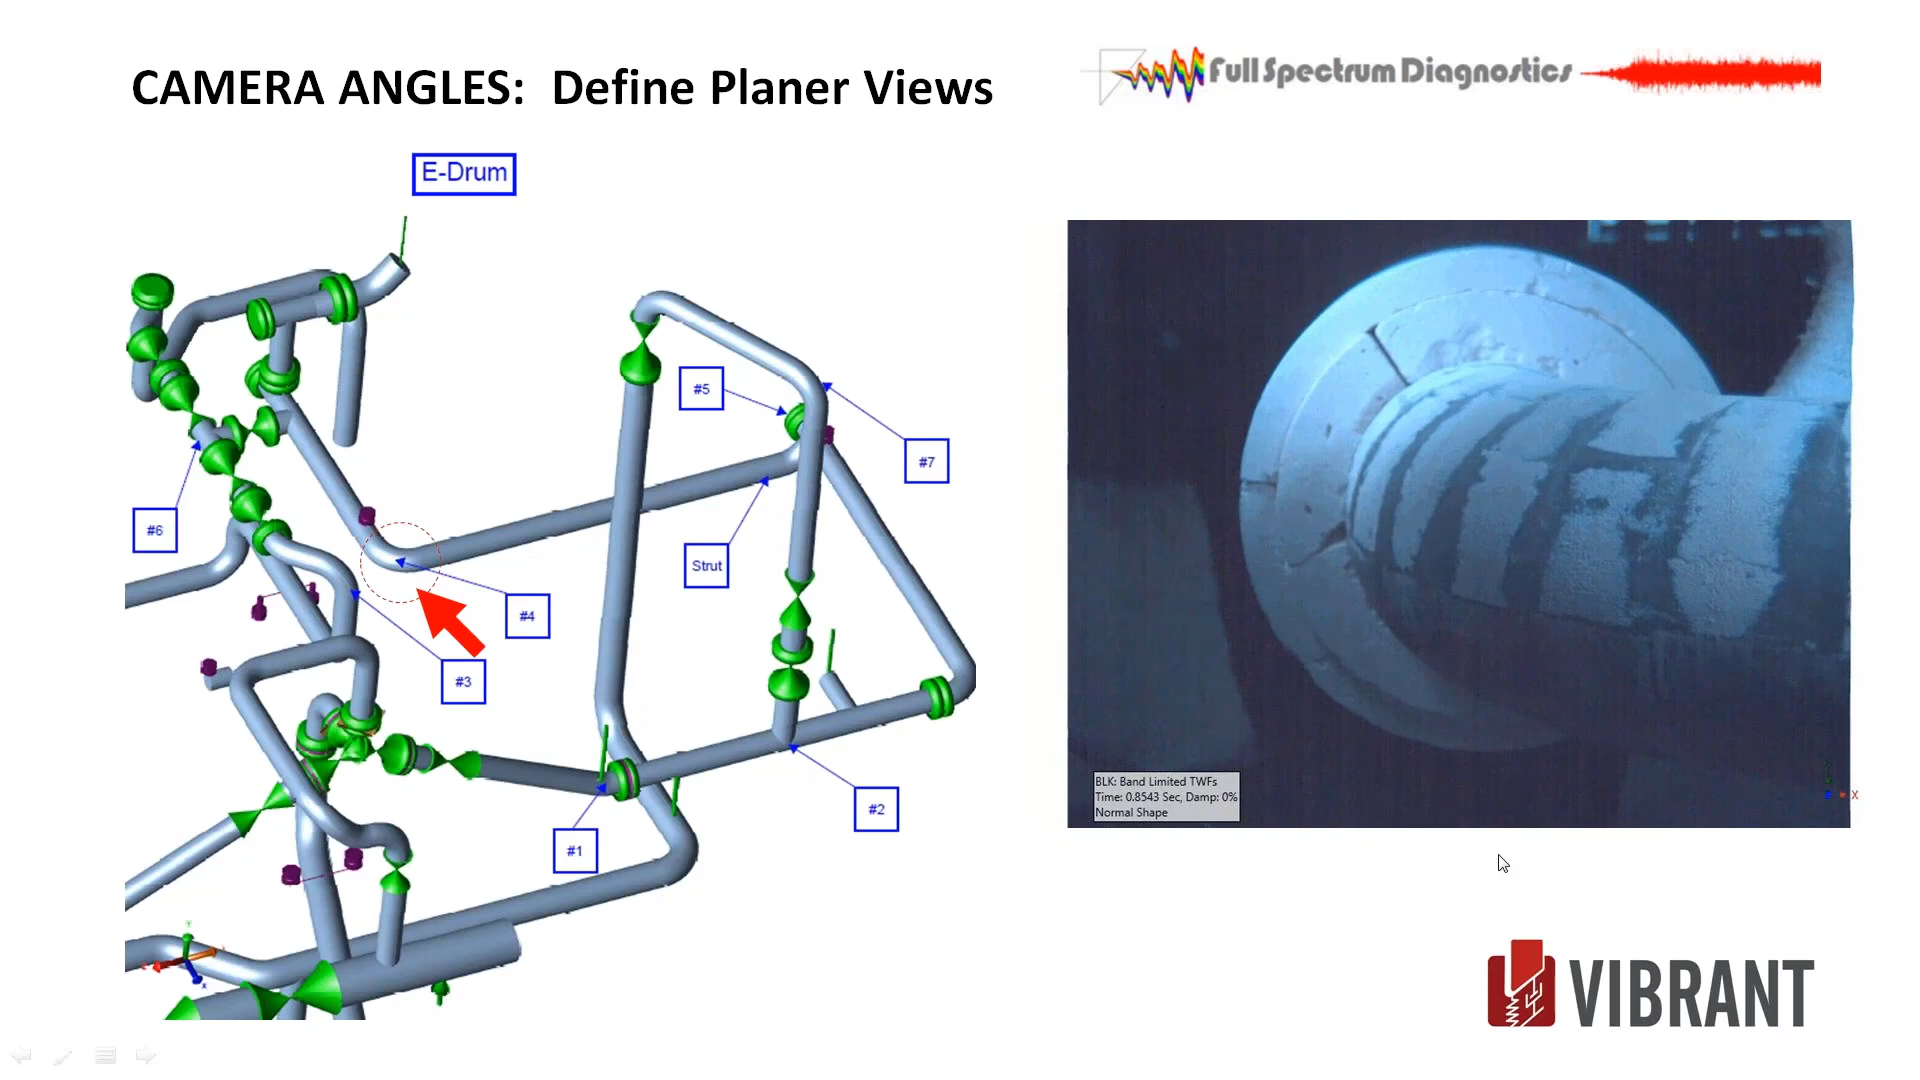 CAMERA ANGLES: Define Planer Views
Full Spectrum Diagnostics
E-Drum
#5
#7
#6
Strut
#4
#3
#2
#1
BLK: Band Limited TWFs
Time: 0.8543 Sec, Damp: 0%
Normal Shape
X
VIBRANT